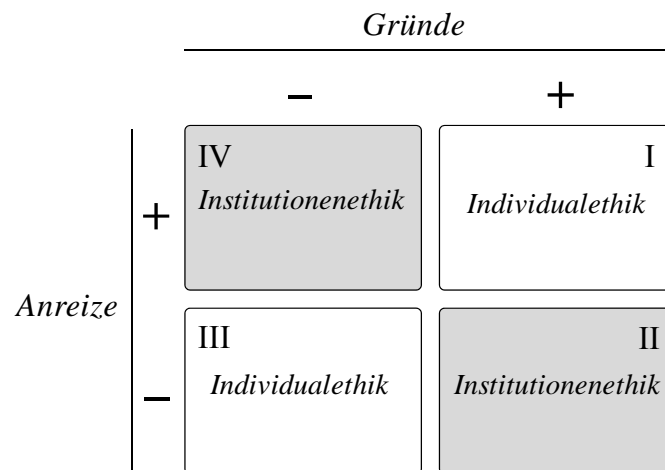 Gründe
– +
IV
Institutionenethik
I
Individualethik
+
Anreize
–
III
Individualethik
II
Institutionenethik